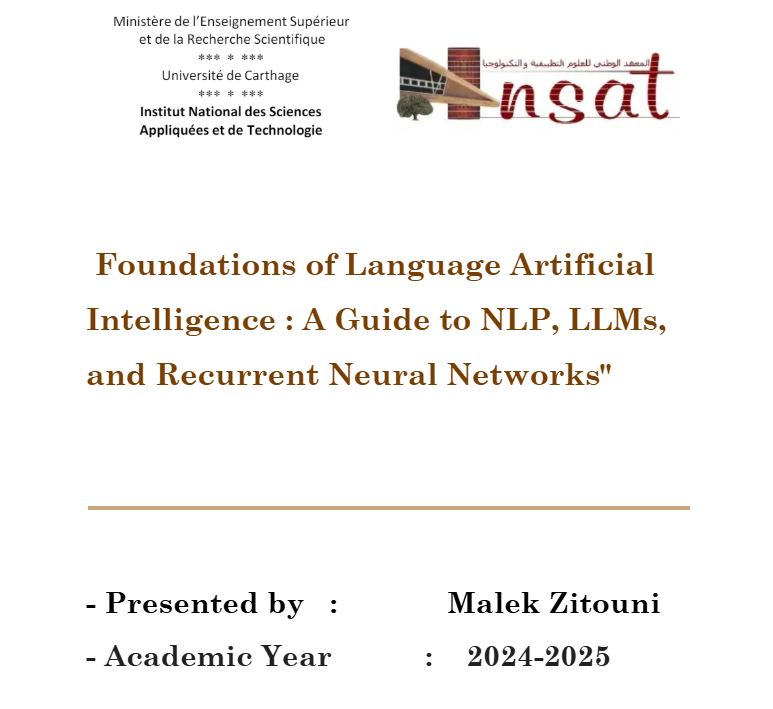 Ministère de l'Enseignement Supérieur
et de la Recherche Scientifique
*** * ***
Université de Carthage
*** * ***
Institut National des Sciences
Appliquées et de Technologie
المعهد الوطني للعلوم التطبيقية و التكنولوجيا
Insat
Foundations of Language Artificial
Intelligence : A Guide to NLP, LLMs,
and Recurrent Neural Networks"
- Presented by : Malek Zitouni
- Academic Year : 2024-2025